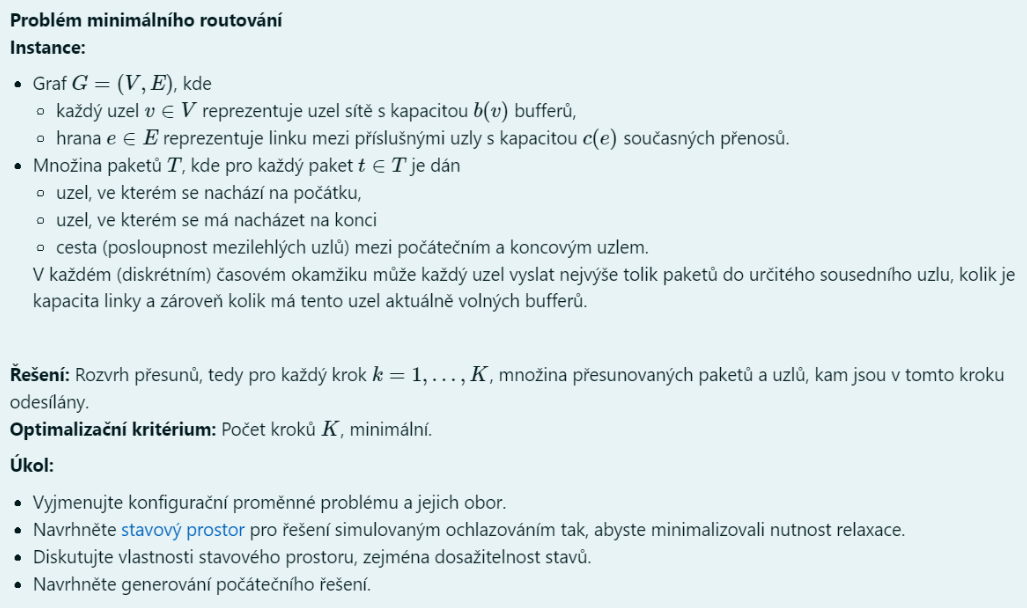 Problém minimálního routování
Instance:
• Graf G = (V, E), kde
◦ každý uzel v ∈ V reprezentuje uzel sítě s kapacitou b(v) bufferů,
◦ hrana e ∈ E reprezentuje linku mezi příslušnými uzly s kapacitou c(e) současných přenosů.
• Množina paketů T, kde pro každý paket t ∈ T je dán
◦ uzel, ve kterém se nachází na počátku,
◦ uzel, ve kterém se má nacházet na konci
◦ cesta (posloupnost mezilehlých uzlů) mezi počátečním a koncovým uzlem.
V každém (diskrétním) časovém okamžiku může každý uzel vyslat nejvýše tolik paketů do určitého sousedního uzlu, kolik je
kapacita linky a zároveň kolik má tento uzel aktuálně volných bufferů.
Řešení: Rozvrh přesunů, tedy pro každý krok k = 1, . . . , K, množina přesunovaných paketů a uzlů, kam jsou v tomto kroku
odesílány.
Optimalizační kritérium: Počet kroků K, minimální.
Úkol:
• Vyjmenujte konfigurační proměnné problému a jejich obor.
• Navrhněte stavový prostor pro řešení simulovaným ochlazováním tak, abyste minimalizovali nutnost relaxace.
• Diskutujte vlastnosti stavového prostoru, zejména dosažitelnost stavů.
• Navrhněte generování počátečního řešení.